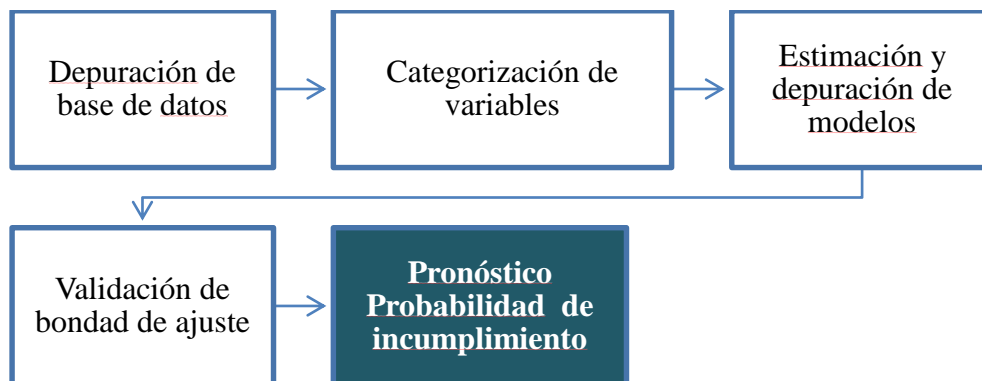 Depuración de
base de datos
Categorización de
variables
Estimación y
depuración de
modelos
Validación de
bondad de ajuste
Pronóstico
Probabilidad de
incumplimiento